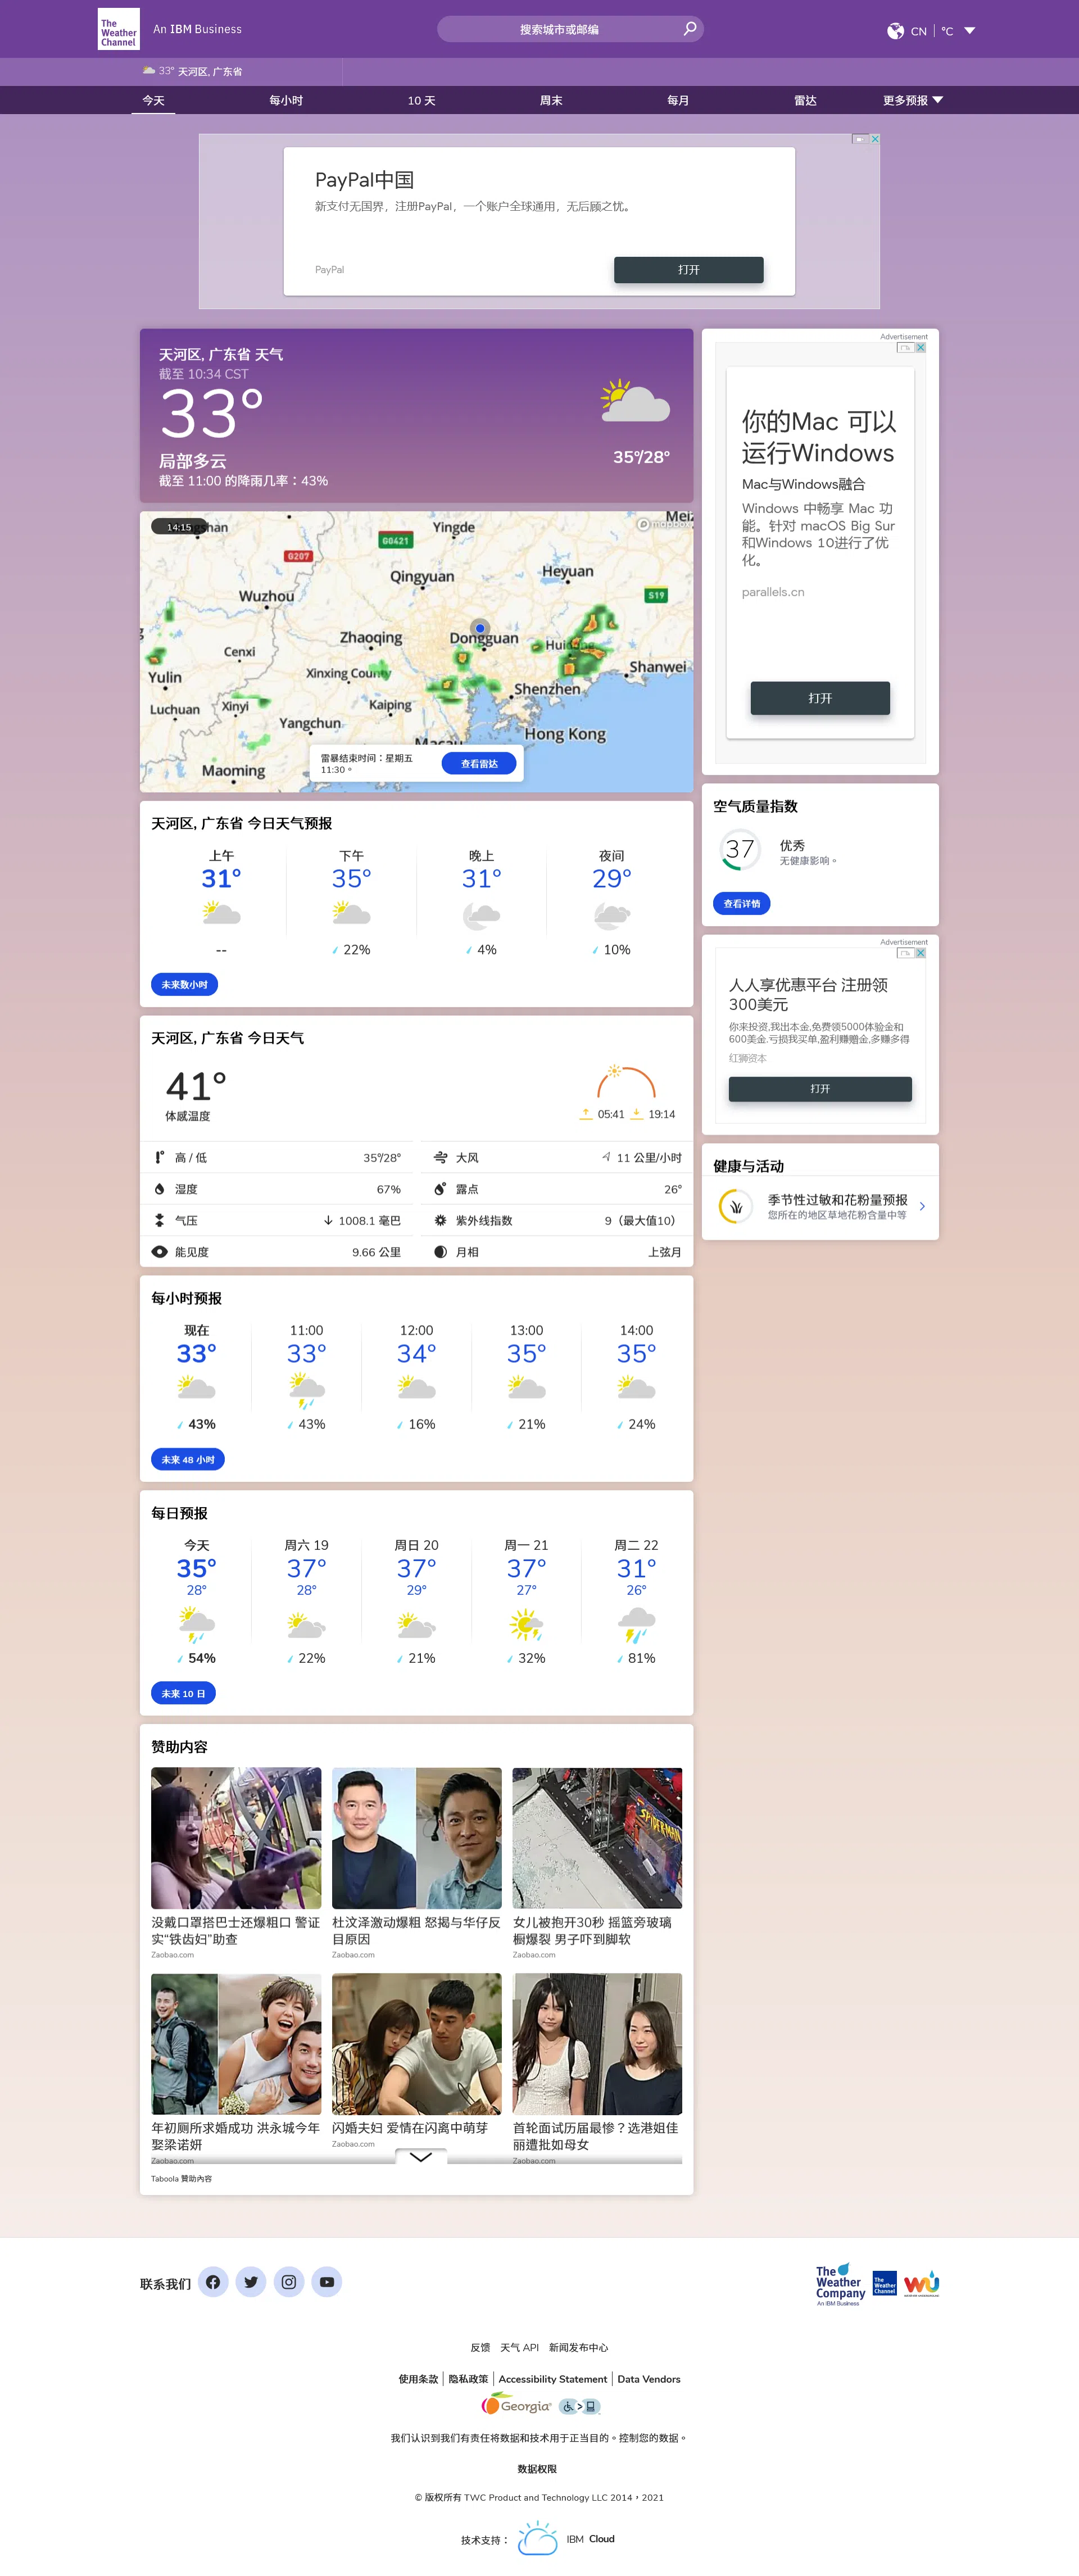 The
Weather
Channel
An IBM Business
搜索城市或邮编
CN
°C
33° 天河区, 广东省
今天
每小时
10 天
周末
每月
雷达
更多预报
PayPal中国
新支付无国界，注册PayPal，一个账户全球通用，无后顾之忧。
PayPal
打开
天河区, 广东省 天气
截至 10:34 CST
33°
局部多云
截至 11:00 的降雨几率：43%
35°/28°
14:15
Yingde
G0421
G207
Qingyuan
Heyuan
S19
Wuzhou
Zhaoqing
Dongguan
Cenxi
Xinxing County
Shanwei
Yulin
Xinyi
Shenzhen
Luchuan
Kaiping
Yangchun
Hong Kong
Macau
Maoming
雷暴结束时间：星期五
11:30。
查看雷达
天河区, 广东省 今日天气预报
上午
下午
晚上
夜间
31°
35°
31°
29°
--
22%
4%
10%
未来数小时
天河区, 广东省 今日天气
41°
体感温度
05:41
19:14
高 / 低
35°/28°
大风
11 公里/小时
湿度
67%
露点
26°
气压
1008.1 毫巴
紫外线指数
9（最大值10）
能见度
9.66 公里
月相
上弦月
每小时预报
现在
11:00
12:00
13:00
14:00
33°
33°
34°
35°
35°
43%
43%
16%
21%
24%
未来 48 小时
每日预报
今天
周六 19
周日 20
周一 21
周二 22
35°
37°
37°
37°
31°
28°
28°
29°
27°
26°
54%
22%
21%
32%
81%
未来 10 日
赞助内容
SPIDERMAN
没戴口罩搭巴士还爆粗口 警证
实“铁齿妇”助查
Zaobao.com
杜汶泽激动爆粗 怒揭与华仔反
目原因
Zaobao.com
女儿被抱开30秒 摇篮旁玻璃
橱爆裂 男子吓到脚软
Zaobao.com
年初厕所求婚成功 洪永城今年
娶梁诺妍
Zaobao.com
闪婚夫妇 爱情在闪离中萌芽
Zaobao.com
首轮面试历届最惨？选港姐佳
丽遭批如母女
Zaobao.com
Taboola 贊助內容
Advertisement
你的Mac 可以
运行Windows
Mac与Windows融合
Windows 中畅享 Mac 功
能。针对 macOS Big Sur
和Windows 10进行了优
化。
parallels.cn
打开
空气质量指数
37
优秀
无健康影响。
查看详情
Advertisement
人人享优惠平台 注册领
300美元
你来投资,我出本金,免费领5000体验金和
600美金.亏损我买单,盈利赚赠金,多赚多得
红狮资本
打开
健康与活动
季节性过敏和花粉量预报
您所在的地区草地花粉含量中等
联系我们
The
Weather
Company
An IBM Business
The
Weather
Channel
反馈
天气 API
新闻发布中心
使用条款
隐私政策
Accessibility Statement
Data Vendors
Georgia
我们认识到我们有责任将数据和技术用于正当目的。控制您的数据。
数据权限
© 版权所有 TWC Product and Technology LLC 2014，2021
技术支持：
IBM Cloud